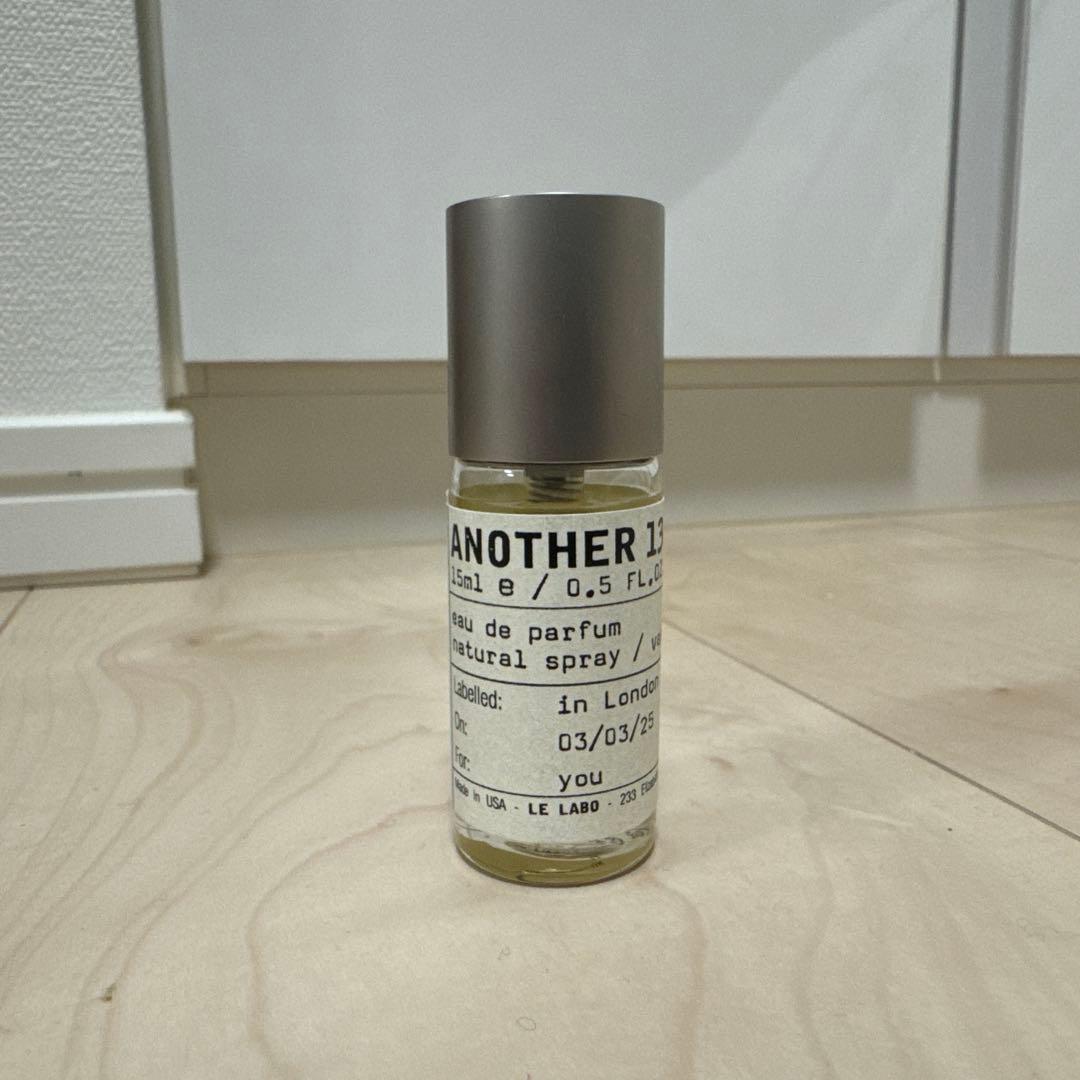 ANOTHER 13
15ml e / 0.5 FL.OZ
eau de parfum
natural spray /
Labelled: in London
On: 03/03/25
For: you
Made in USA - LE LABO - 233